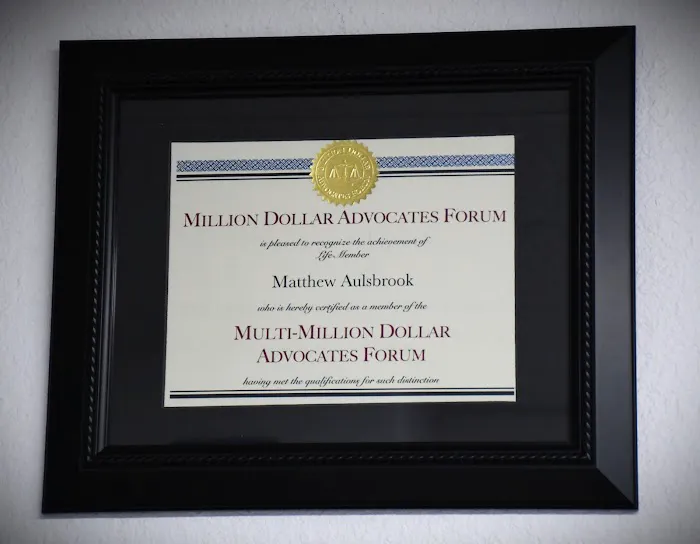 MILLION DOLLAR ADVOCATES FORUM
is pleased to recognize the achievement of
Life Member
Matthew Aulsbrook
who is hereby certified as a member of the
MULTI-MILLION DOLLAR
ADVOCATES FORUM
having met the qualifications for such distinction